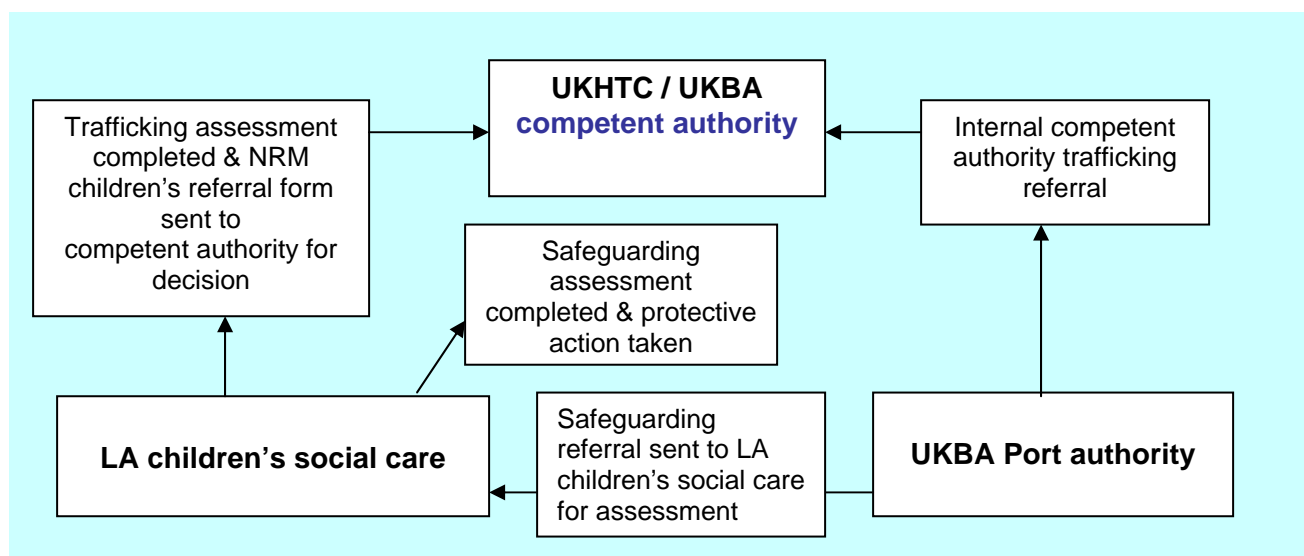 UKHTC / UKBA
competent authority
Trafficking assessment
completed & NRM
children’s referral form
sent to
competent authority for
decision
Internal competent
authority trafficking
referral
Safeguarding
assessment
completed & protective
action taken
LA children’s social care
Safeguarding
referral sent to LA
children’s social care
for assessment
UKBA Port authority